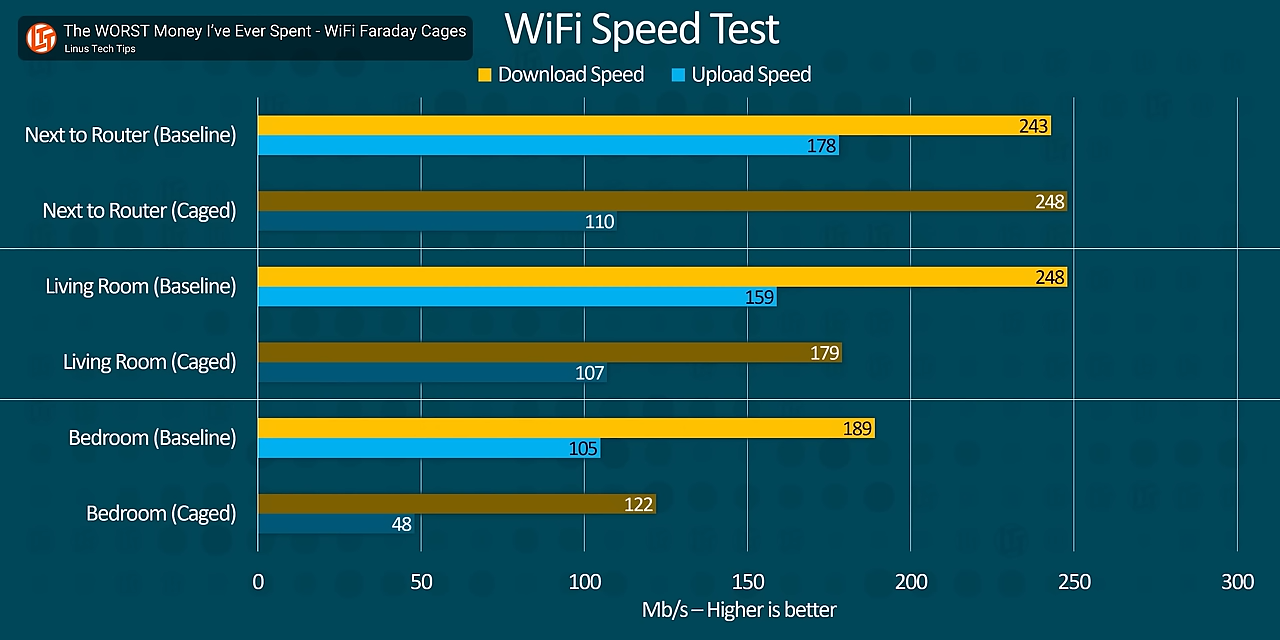 The WORST Money I've Ever Spent - WiFi Faraday Cages
Linus Tech Tips
WiFi Speed Test
Download Speed Upload Speed
Next to Router (Baseline)
243
178
Next to Router (Caged)
248
110
Living Room (Baseline)
248
159
Living Room (Caged)
179
107
Bedroom (Baseline)
189
105
Bedroom (Caged)
122
48
0 50 100 150 200 250 300
Mb/s – Higher is better